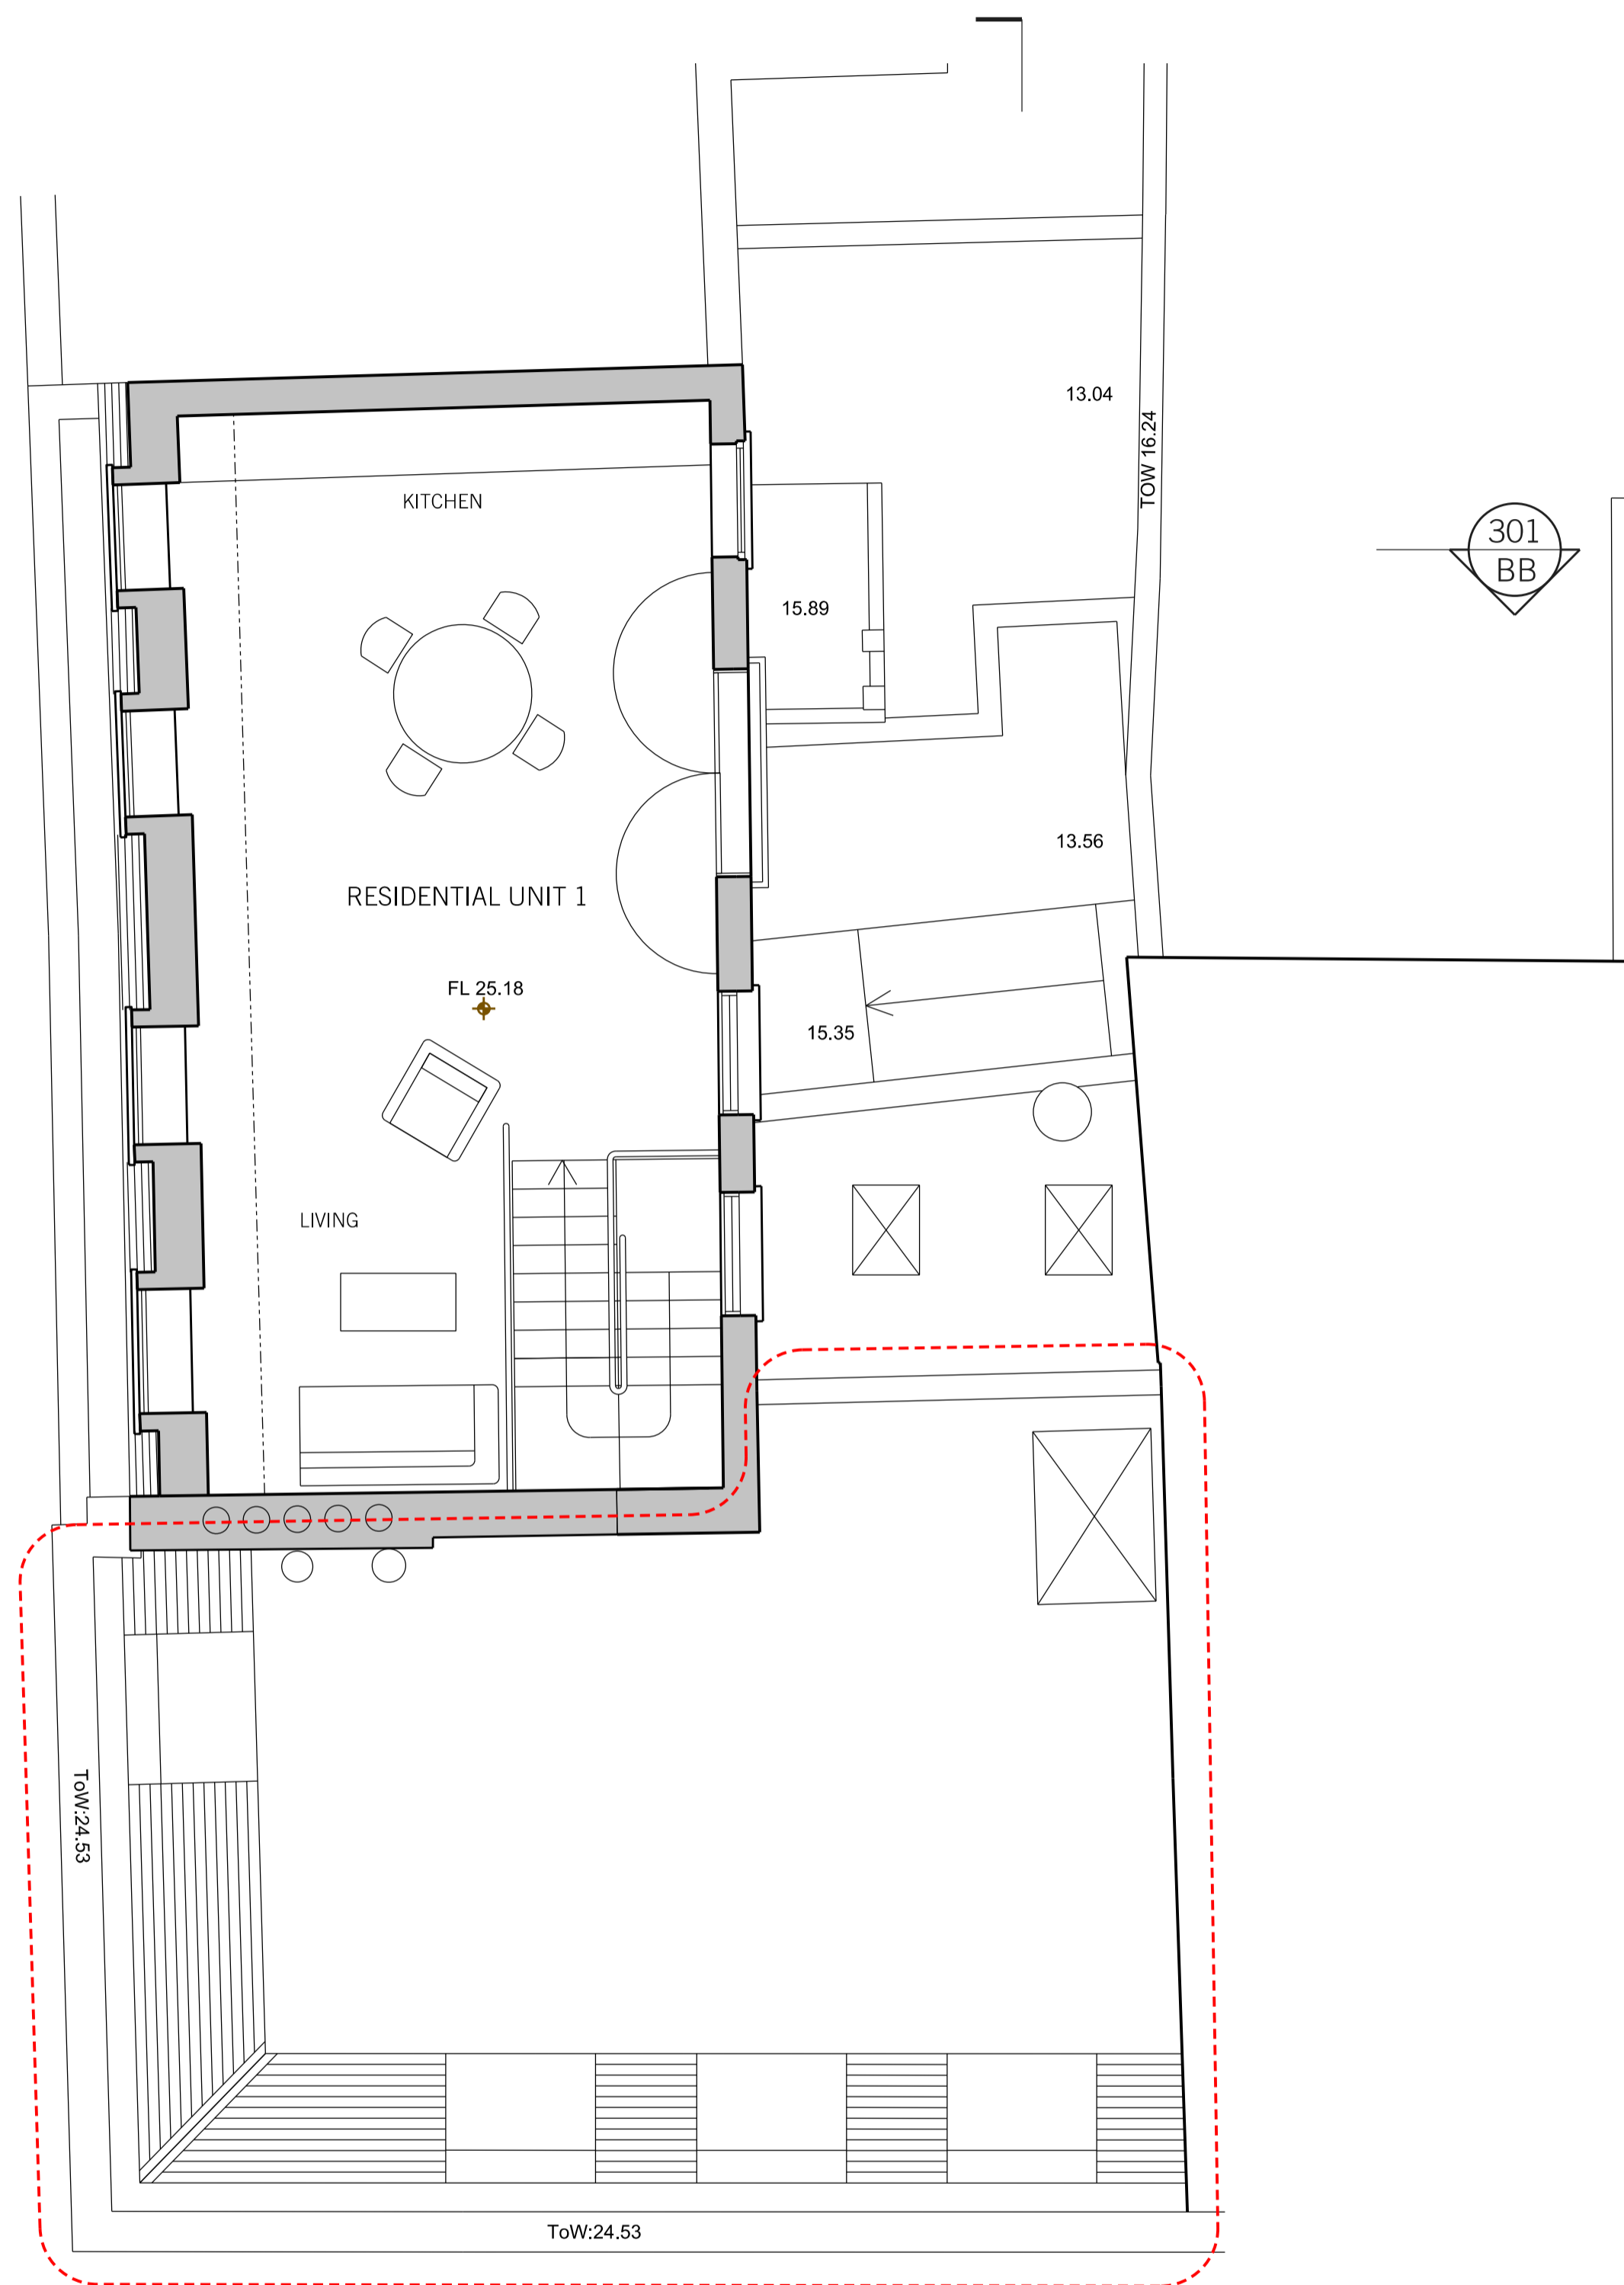 13.04
TOW 16.24
KITCHEN
301
BB
15.89
13.56
RESIDENTIAL UNIT 1
FL 25.18
15.35
LIVING
ToW:24.53
ToW:24.53